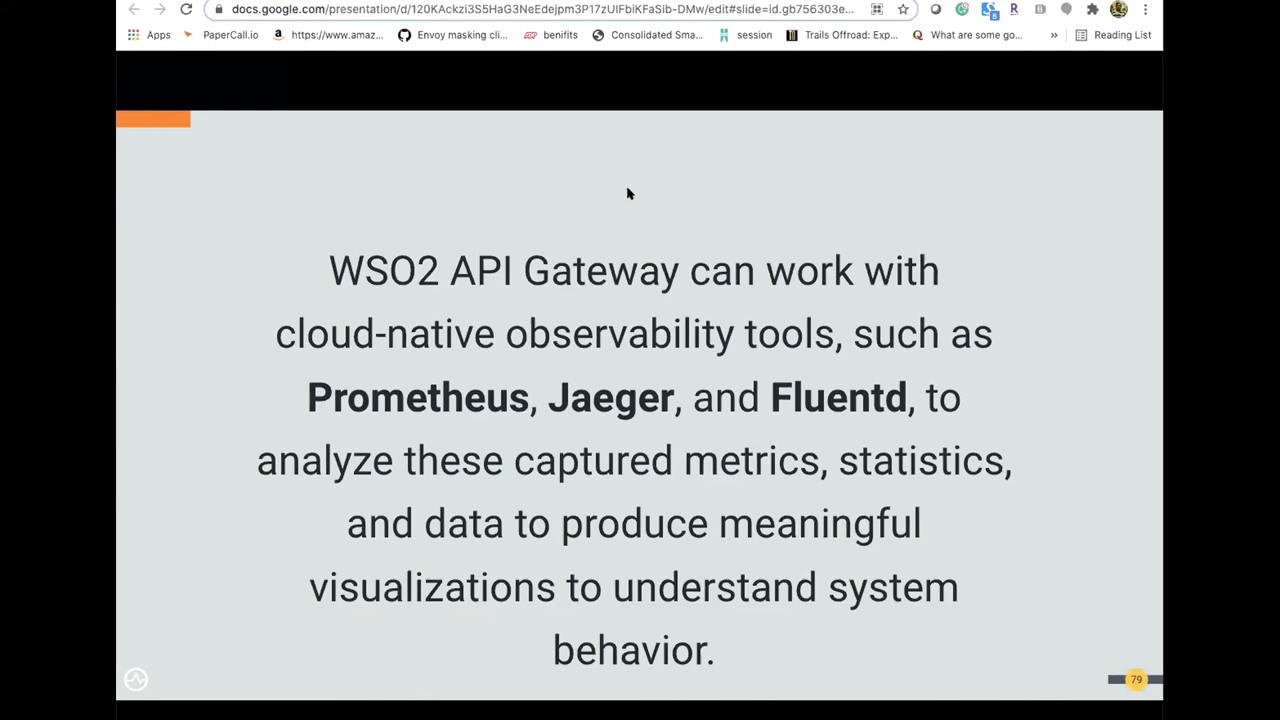 docs.google.com/presentation/d/120KAckzi3S5HaG3NeEdejpm3P17zUIFbiKFaSib-DMw/edit#slide=id.gb756303e...
Apps PaperCall.io https://www.amaz... Envoy masking cli... benifits Consolidated Sma... session Trails Offroad: Exp... What are some go... » Reading List
WSO2 API Gateway can work with
cloud-native observability tools, such as
Prometheus, Jaeger, and Fluentd, to
analyze these captured metrics, statistics,
and data to produce meaningful
visualizations to understand system
behavior.
79